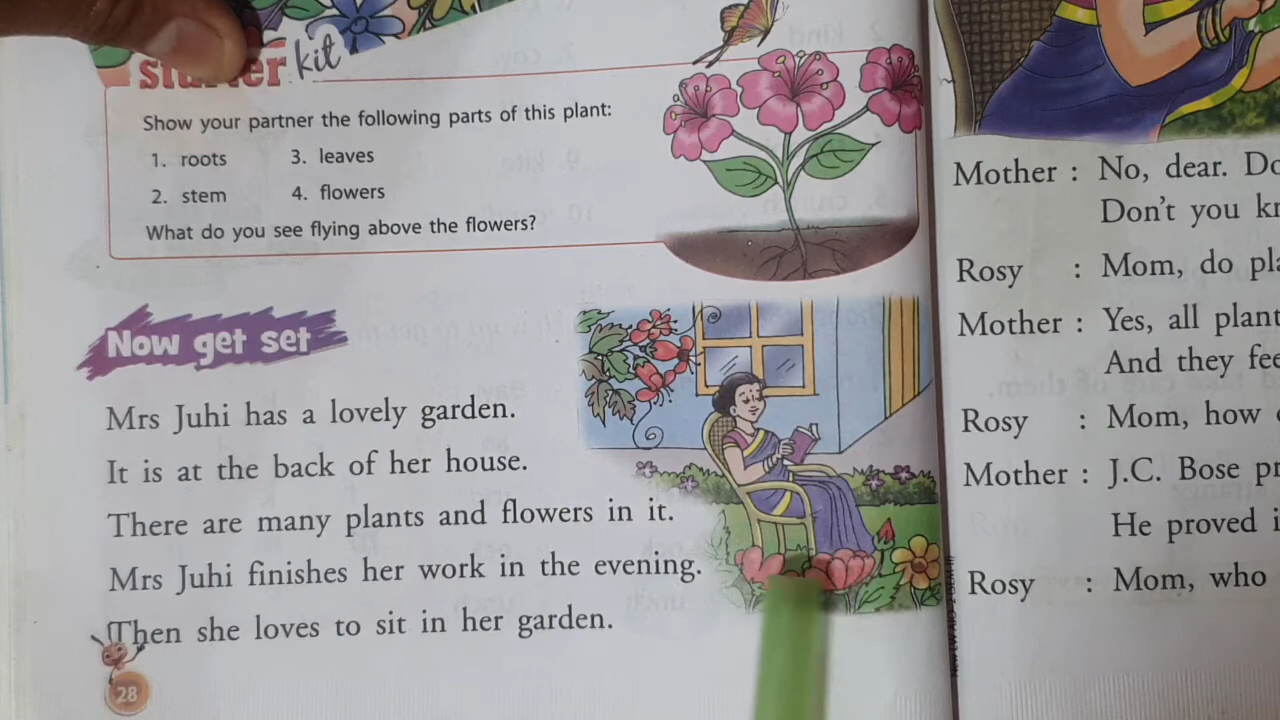 starter kit
Show your partner the following parts of this plant:
1. roots 3. leaves
2. stem 4. flowers
What do you see flying above the flowers?
Now get set
Mrs Juhi has a lovely garden.
It is at the back of her house.
There are many plants and flowers in it.
Mrs Juhi finishes her work in the evening.
Then she loves to sit in her garden.
28
Mother : No, dear. Do
Don't you
Rosy : Mom, do
Mother : Yes, all
And they
Rosy : Mom, how
Mother : J.C. Bose
He proved
Rosy : Mom, who